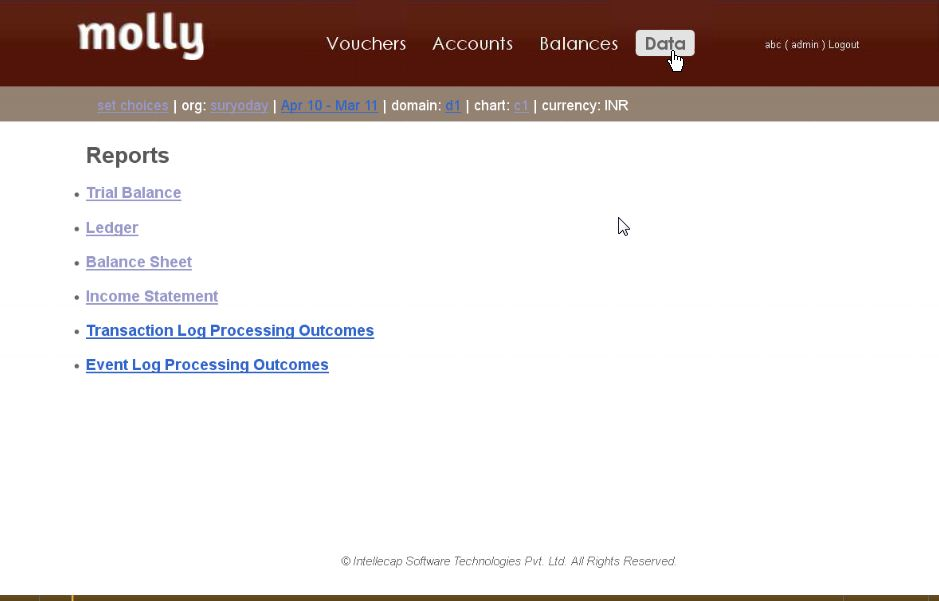 molly
Vouchers Accounts Balances Data
abc ( admin ) Logout
set choices | org: suryoday | Apr 10 - Mar 11 | domain: d1 | chart: c1 | currency: INR
Reports
• Trial Balance
• Ledger
• Balance Sheet
• Income Statement
• Transaction Log Processing Outcomes
• Event Log Processing Outcomes
© Intellecap Software Technologies Pvt. Ltd. All Rights Reserved.